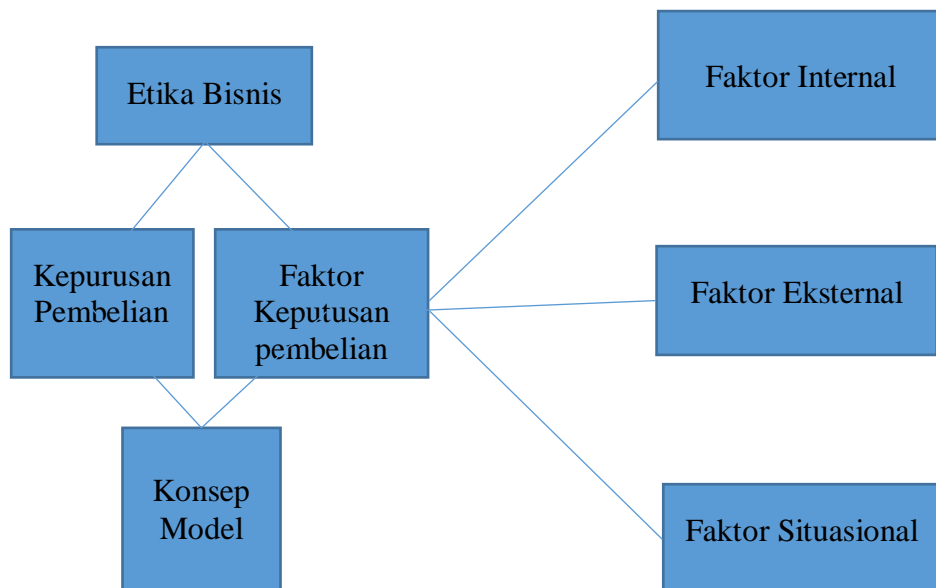 Etika Bisnis
Faktor Internal
Kepurusan
Pembelian
Faktor
Keputusan
pembelian
Faktor Eksternal
Konsep
Model
Faktor Situasional